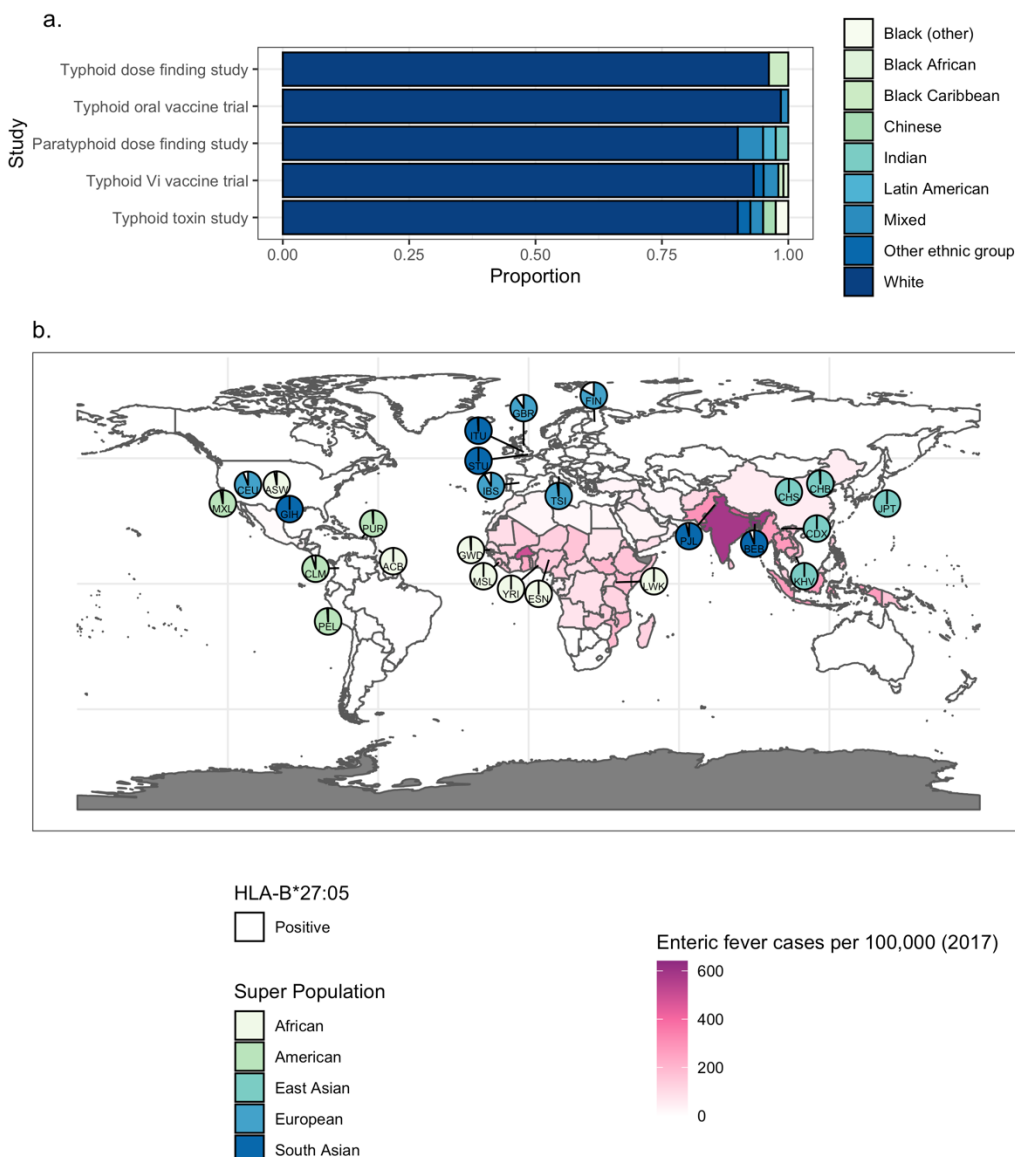 a.
Study
Typhoid dose finding study
Typhoid oral vaccine trial
Paratyphoid dose finding study
Typhoid Vi vaccine trial
Typhoid toxin study
0.00 0.25 0.50 0.75 1.00
Proportion
Black (other)
Black African
Black Caribbean
Chinese
Indian
Latin American
Mixed
Other ethnic group
White
b.
FIN
GBR
ITU
STU
IBS
TSI
CEU
ASW
MXL
GIH
PUR
ACB
CLM
PEL
GWD
MSL
YRI
ESN
LWK
PJL
BEB
CHS
CHB
JPT
CDX
KHV
HLA-B*27:05
Positive
Super Population
African
American
East Asian
European
South Asian
Enteric fever cases per 100,000 (2017)
600
400
200
0